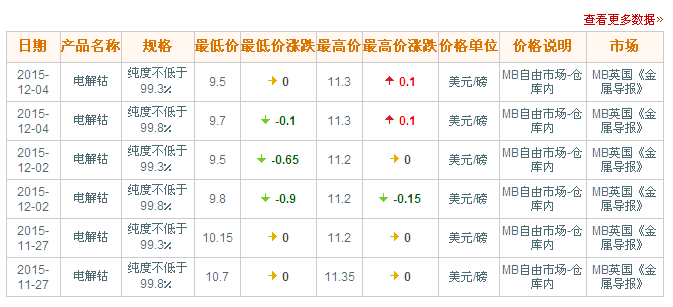 查看更多数据»
日期 产品名称 规格 最低价 最低价涨跌 最高价 最高价涨跌 价格单位 价格说明 市场
2015-12-04 电解钴 纯度不低于99.3% 9.5 0 11.3 0.1 美元/磅 MB自由市场-仓库内 MB英国《金属导报》
2015-12-04 电解钴 纯度不低于99.8% 9.7 -0.1 11.3 0.1 美元/磅 MB自由市场-仓库内 MB英国《金属导报》
2015-12-02 电解钴 纯度不低于99.3% 9.5 -0.65 11.2 0 美元/磅 MB自由市场-仓库内 MB英国《金属导报》
2015-12-02 电解钴 纯度不低于99.8% 9.8 -0.9 11.2 -0.15 美元/磅 MB自由市场-仓库内 MB英国《金属导报》
2015-11-27 电解钴 纯度不低于99.3% 10.15 0 11.2 0 美元/磅 MB自由市场-仓库内 MB英国《金属导报》
2015-11-27 电解钴 纯度不低于99.8% 10.7 0 11.35 0 美元/磅 MB自由市场-仓库内 MB英国《金属导报》